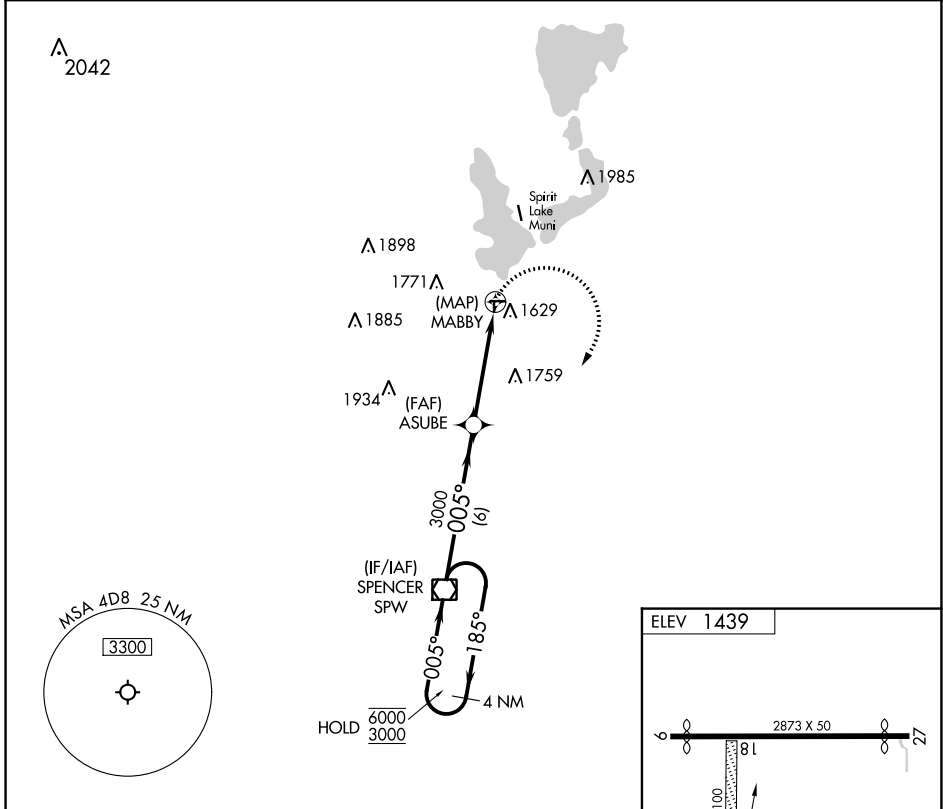 2042
1985
Spirit
Lake
Muni
1898
1771
(MAP)
MABBY
1629
1885
1759
1934
(FAF)
ASUBE
3000
005°
(6)
(IF/IAF)
SPENCER
SPW
005°
185°
4 NM
HOLD 6000
3000
MSA 4D8 25 NM
3300
ELEV 1439
9
2873 X 50
27
18
100